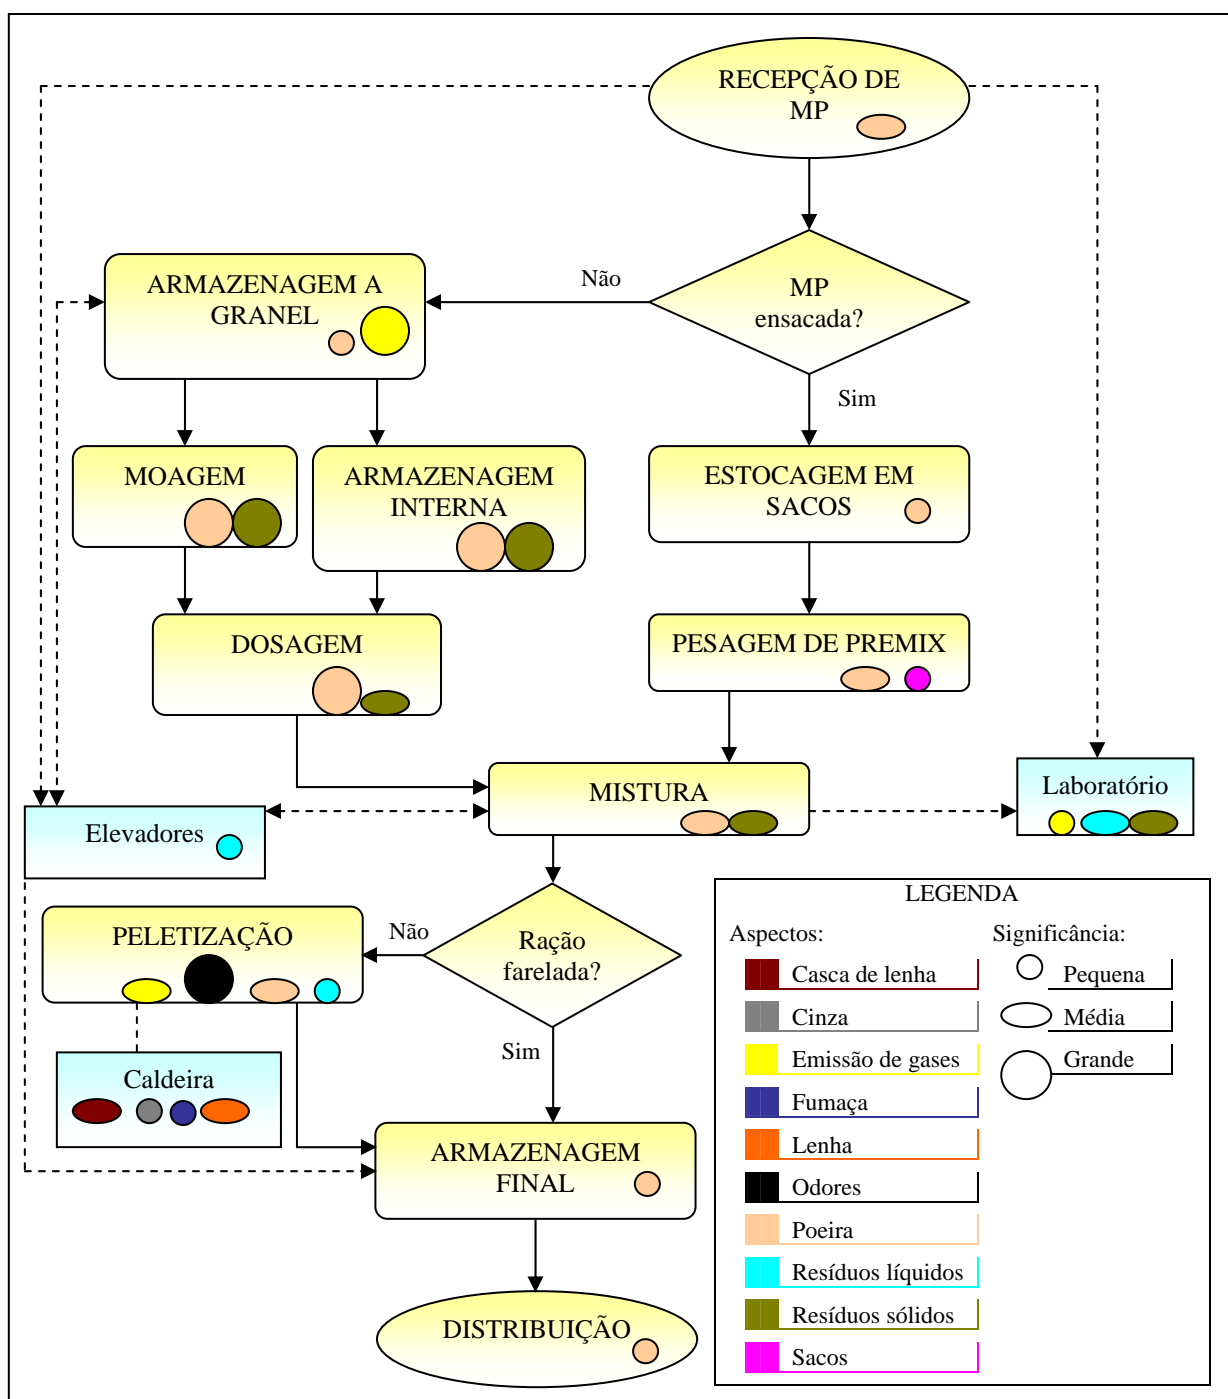 RECEPÇÃO DE
MP
Não
MP
ensacada?
Sim
ARMAZENAGEM A
GRANEL
MOAGEM
ARMAZENAGEM
INTERNA
ESTOCAGEM EM
SACOS
DOSAGEM
PESAGEM DE PREMIX
MISTURA
Laboratório
Elevadores
PELETIZAÇÃO
Não
Ração
farelada?
Sim
Caldeira
ARMAZENAGEM
FINAL
DISTRIBUIÇÃO
LEGENDA
Aspectos:
Casca de lenha
Cinza
Emissão de gases
Fumaça
Lenha
Odores
Poeira
Resíduos líquidos
Resíduos sólidos
Sacos
Significância:
Pequena
Média
Grande